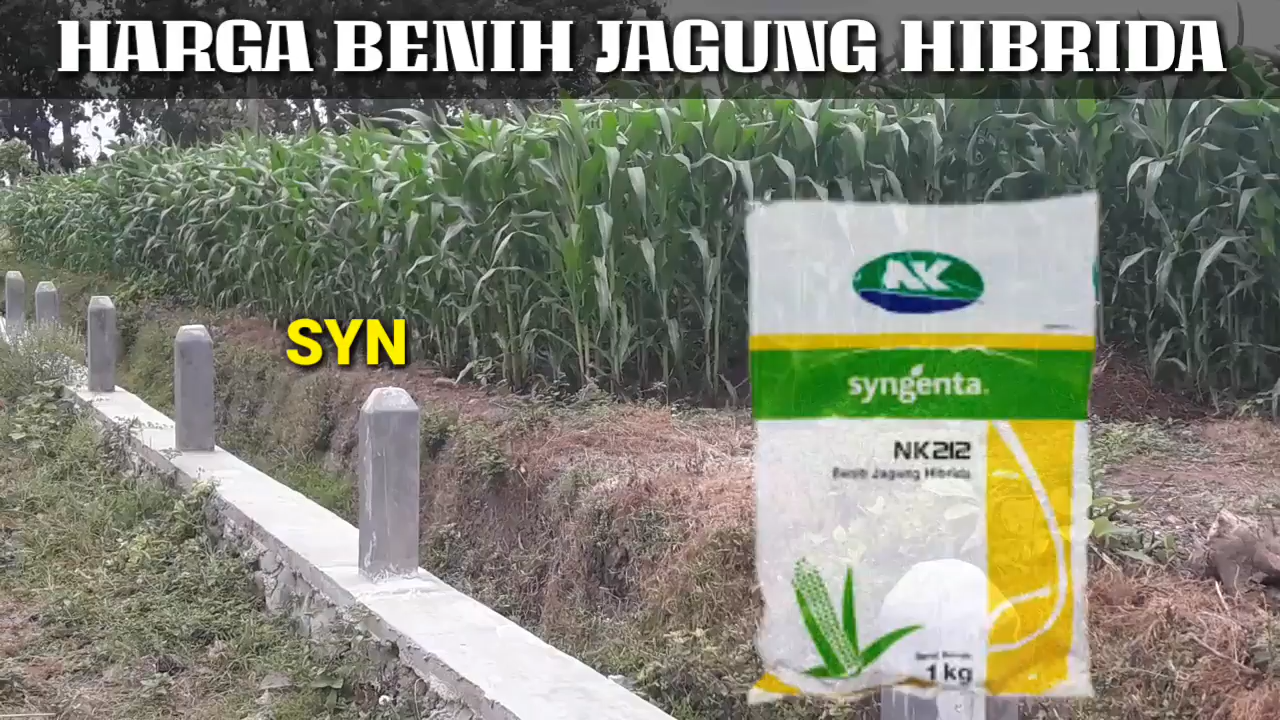 HARGA BENIH JAGUNG HIBRIDA
SYN
NK
syngenta.
NK212
Benih Jagung Hibrida
1 kg